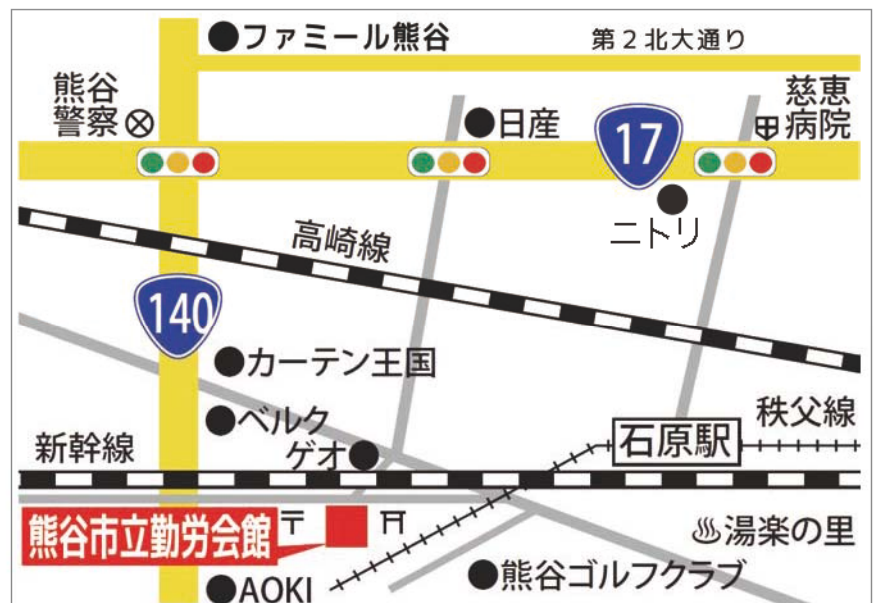 ファミール熊谷
第2北大通り
熊谷
警察
日産
17
慈恵
病院
ニトリ
高崎線
140
カーテン王国
ベルク
ゲオ
新幹線
石原駅
秩父線
熊谷市立勤労会館
〒
湯楽の里
AOKI
熊谷ゴルフクラブ